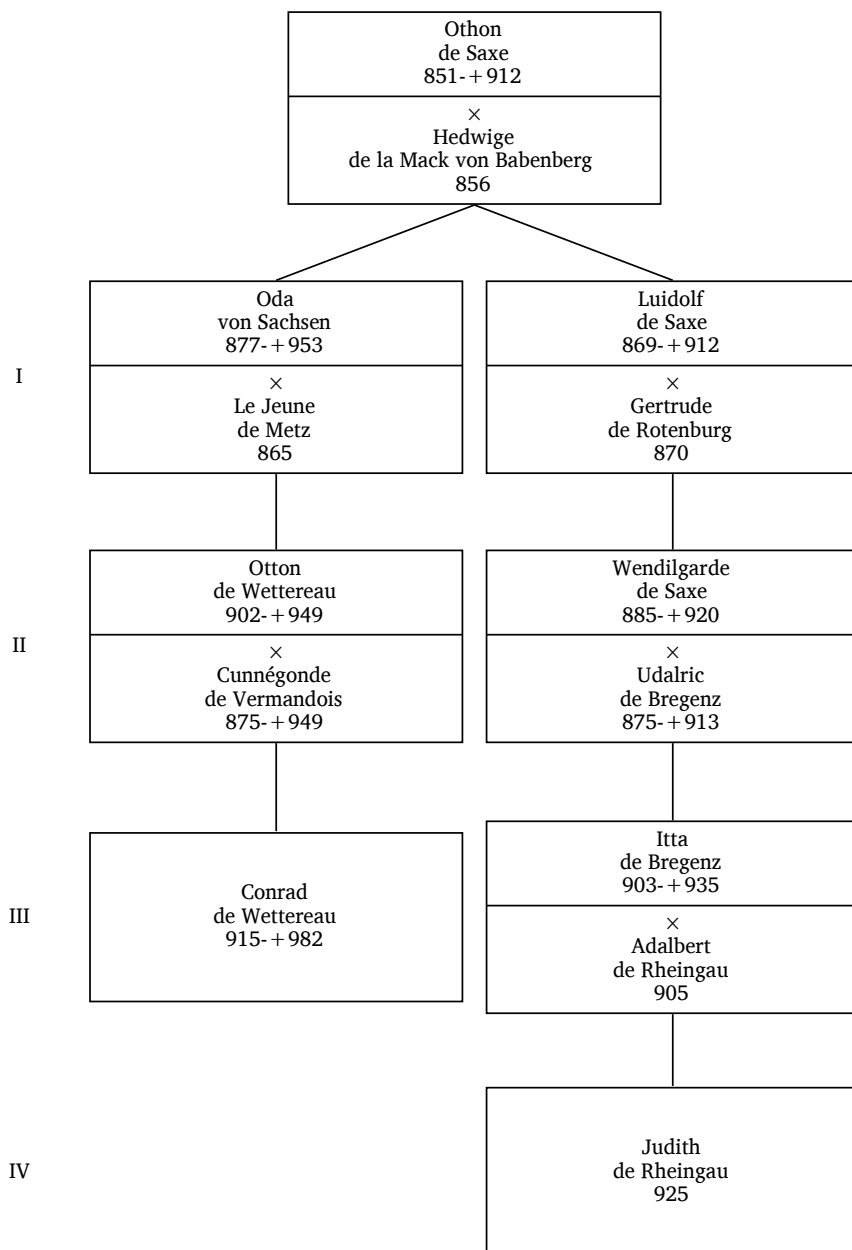 Othon
de Saxe
851-+912
×
Hedwige
de la Mack von Babenberg
856
I
Oda
von Sachsen
877-+953
×
Le Jeune
de Metz
865
Luidolf
de Saxe
869-+912
×
Gertrude
de Rotenburg
870
II
Otton
de Wettereau
902-+949
×
Cunnégonde
de Vermandois
875-+949
Wendilgarde
de Saxe
885-+920
×
Udalric
de Bregenz
875-+913
III
Conrad
de Wettereau
915-+982
Itta
de Bregenz
903-+935
×
Adalbert
de Rheingau
905
IV
Judith
de Rheingau
925